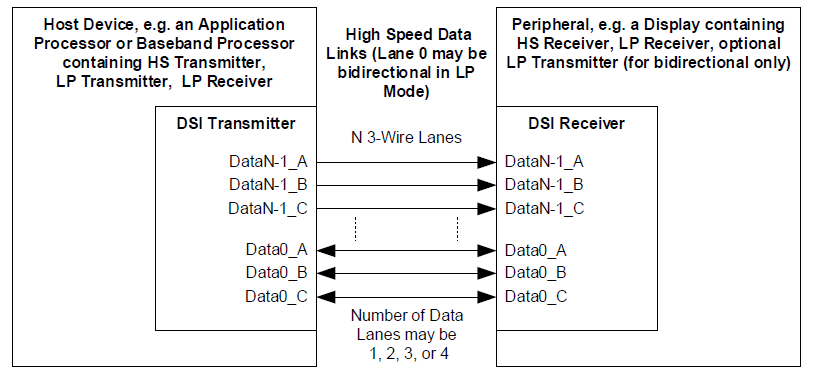 Host Device, e.g. an Application
Processor or Baseband Processor
containing HS Transmitter,
LP Transmitter, LP Receiver
High Speed Data
Links (Lane 0 may be
bidirectional in LP
Mode)
Peripheral, e.g. a Display containing
HS Receiver, LP Receiver, optional
LP Transmitter (for bidirectional only)
DSI Transmitter
N 3-Wire Lanes
DSI Receiver
DataN-1_A
DataN-1_A
DataN-1_B
DataN-1_B
DataN-1_C
DataN-1_C
Data0_A
Data0_A
Data0_B
Data0_B
Data0_C
Data0_C
Number of Data
Lanes may be
1, 2, 3, or 4